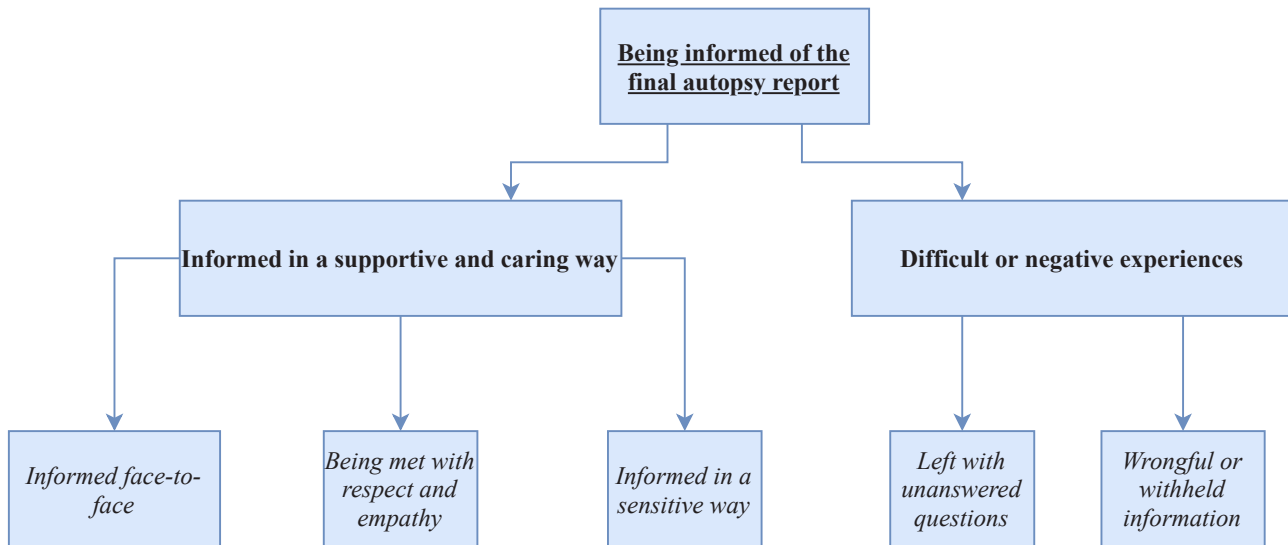 Being informed of the
final autopsy report
Informed in a supportive and caring way
Difficult or negative experiences
Informed face-to-
face
Being met with
respect and
empathy
Informed in a
sensitive way
Left with
unanswered
questions
Wrongful or
withheld
information